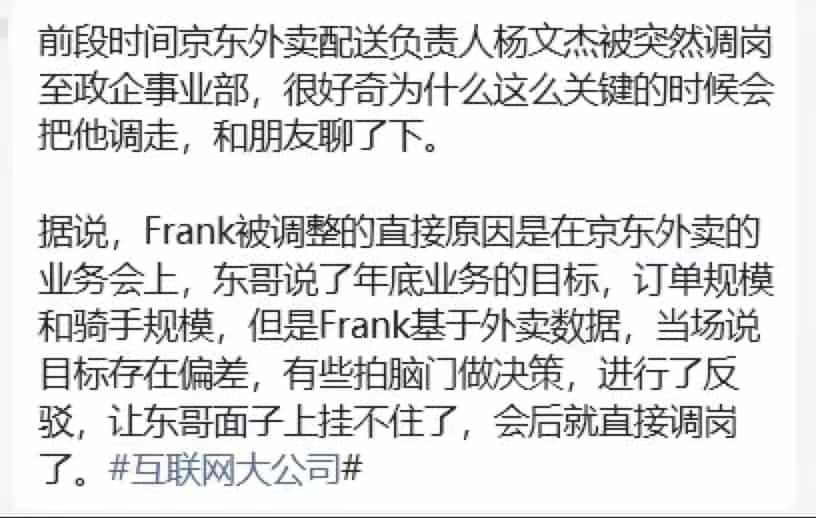 前段时间京东外卖配送负责人杨文杰被突然调岗
至政企事业部，很好奇为什么这么关键的时候会
把他调走，和朋友聊了下。
据说，Frank被调整的直接原因是在京东外卖的
业务会上，东哥说了年底业务的目标，订单规模
和骑手规模，但是Frank基于外卖数据，当场说
目标存在偏差，有些拍脑门做决策，进行了反
驳，让东哥面子上挂不住了，会后就直接调岗
了。#互联网大公司#